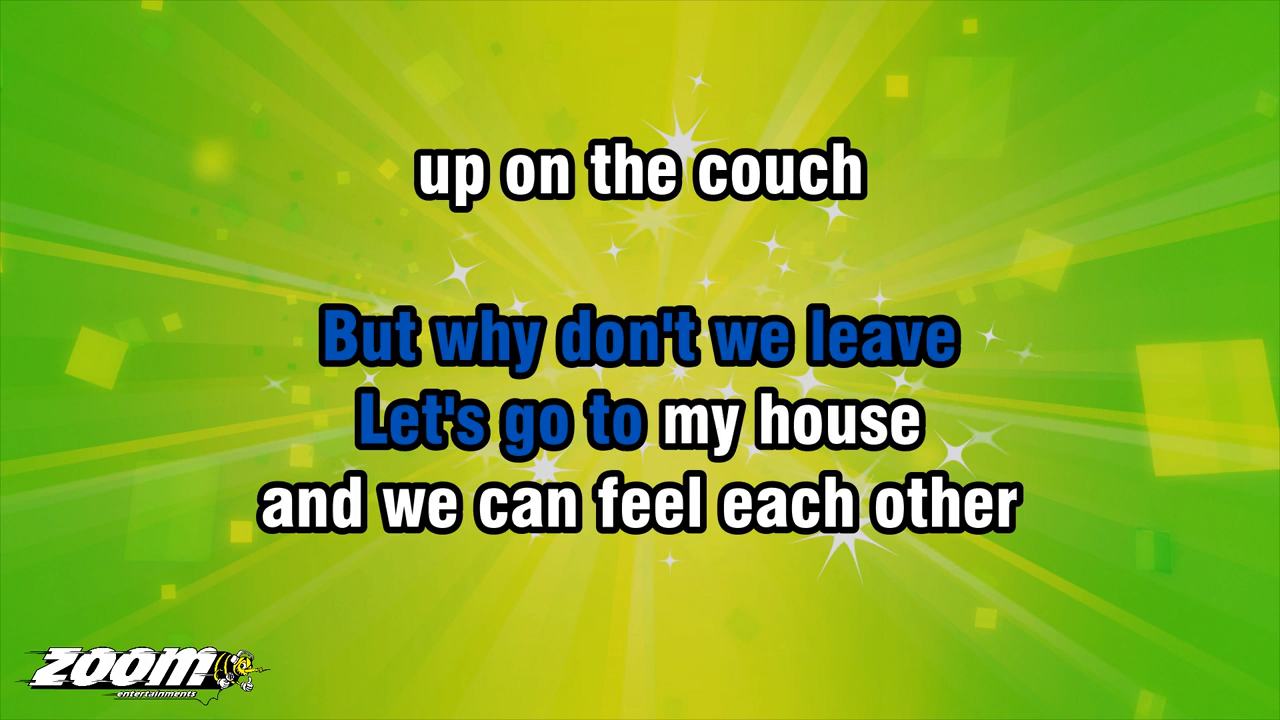 up on the couch
But why don't we leave
Let's go to my house
and we can feel each other
ZOOM
entertainments